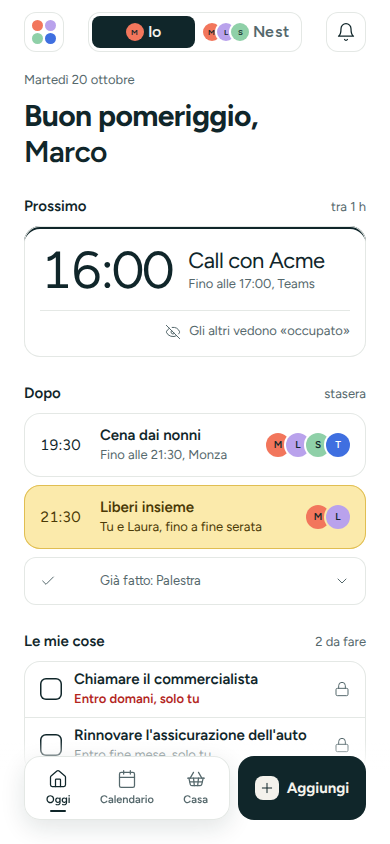 M Io M L S Nest
Martedì 20 ottobre
Buon pomeriggio,
Marco
Prossimo tra 1 h
16:00 Call con Acme
Fino alle 17:00, Teams
Gli altri vedono «occupato»
Dopo stasera
19:30 Cena dai nonni M L S T
Fino alle 21:30, Monza
21:30 Liberi insieme M L
Tu e Laura, fino a fine serata
Già fatto: Palestra
Le mie cose 2 da fare
Chiamare il commercialista
Entro domani, solo tu
Rinnovare l'assicurazione dell'auto
Entro fine mese, solo tu
Oggi Calendario Casa Aggiungi